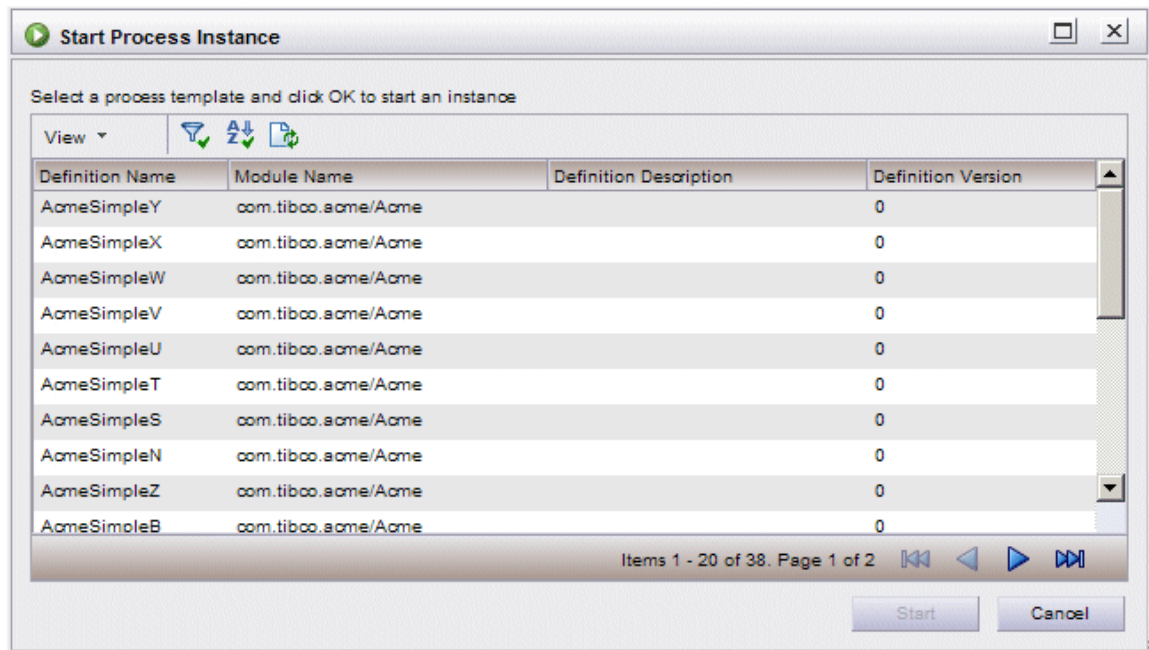 Start Process Instance
Select a process template and click OK to start an instance
View
Definition Name Module Name Definition Description Definition Version
AcmeSimpleY com.tibco.acme/Acme 0
AcmeSimpleX com.tibco.acme/Acme 0
AcmeSimpleW com.tibco.acme/Acme 0
AcmeSimpleV com.tibco.acme/Acme 0
AcmeSimpleU com.tibco.acme/Acme 0
AcmeSimpleT com.tibco.acme/Acme 0
AcmeSimpleS com.tibco.acme/Acme 0
AcmeSimpleN com.tibco.acme/Acme 0
AcmeSimpleZ com.tibco.acme/Acme 0
AcmeSimpleB com.tibco.acme/Acme 0
Items 1 - 20 of 38. Page 1 of 2
Start Cancel